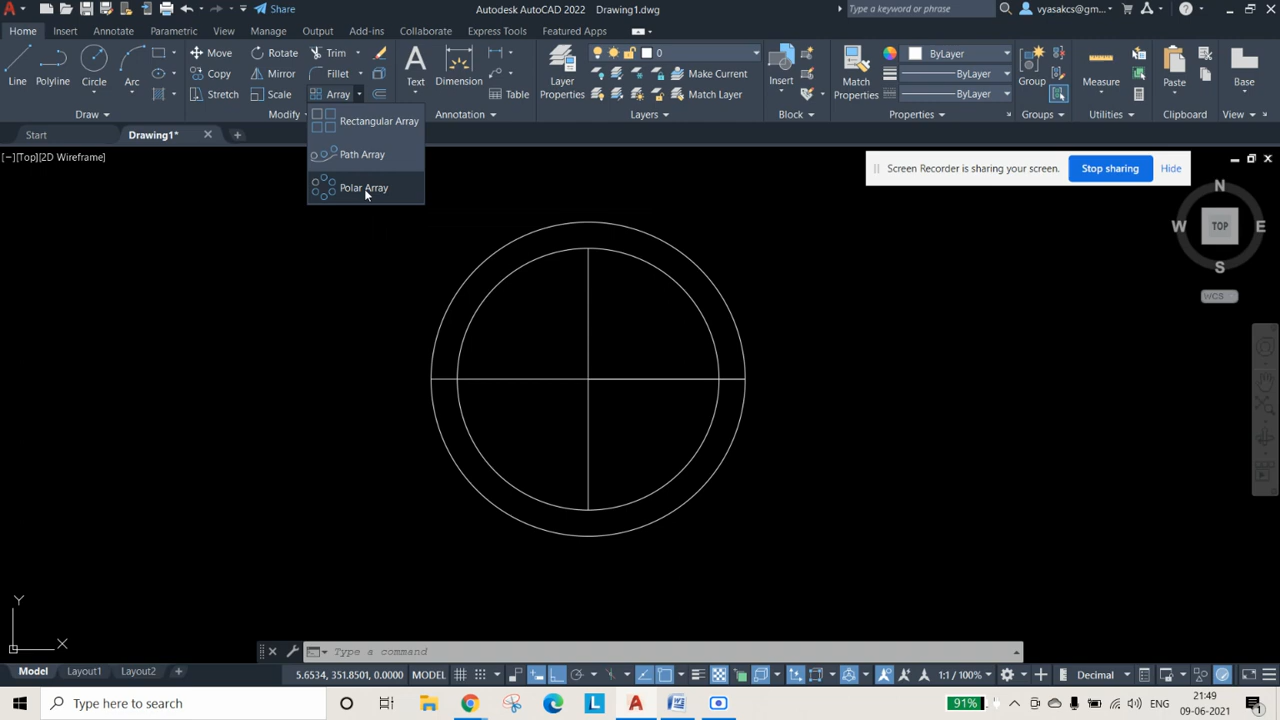 Share
Autodesk AutoCAD 2022 Drawing1.dwg
Type a keyword or phrase
vyasakcs@gm...
Home Insert Annotate Parametric View Manage Output Add-ins Collaborate Express Tools Featured Apps
Line
Polyline
Circle
Arc
Move
Rotate
Trim
Copy
Mirror
Fillet
Stretch
Scale
Array
Text
Dimension
Table
Layer
Properties
0
Make Current
Match Layer
Insert
Match
Properties
ByLayer
ByLayer
ByLayer
Group
Measure
Paste
Base
Draw
Modify
Annotation
Layers
Block
Properties
Groups
Utilities
Clipboard
View
Rectangular Array
Path Array
Polar Array
Start
Drawing1*
[−][Top][2D Wireframe]
Screen Recorder is sharing your screen.
Stop sharing
Hide
N
W
TOP
E
S
WCS
Y
X
Type a command
Model
Layout1
Layout2
5.6534, 351.8501, 0.0000
MODEL
1:1 / 100%
Decimal
Type here to search
L
A
91%
ENG
21:49
09-06-2021
1